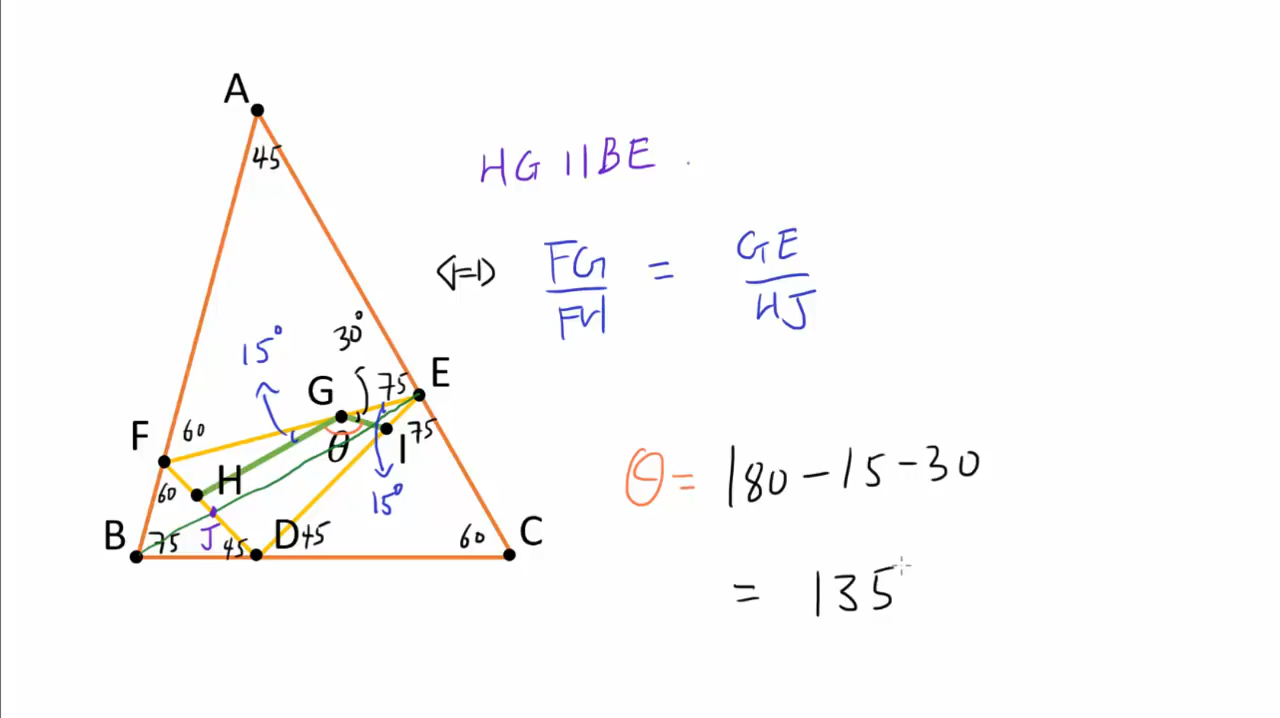 A
45
HG || BE
<=> FG/FH = GE/HJ
30°
15°
G
75
E
F
60
θ
I
75
60
H
15°
B
75
J
45
D
45
60
C
θ = 180 - 15 - 30
= 135